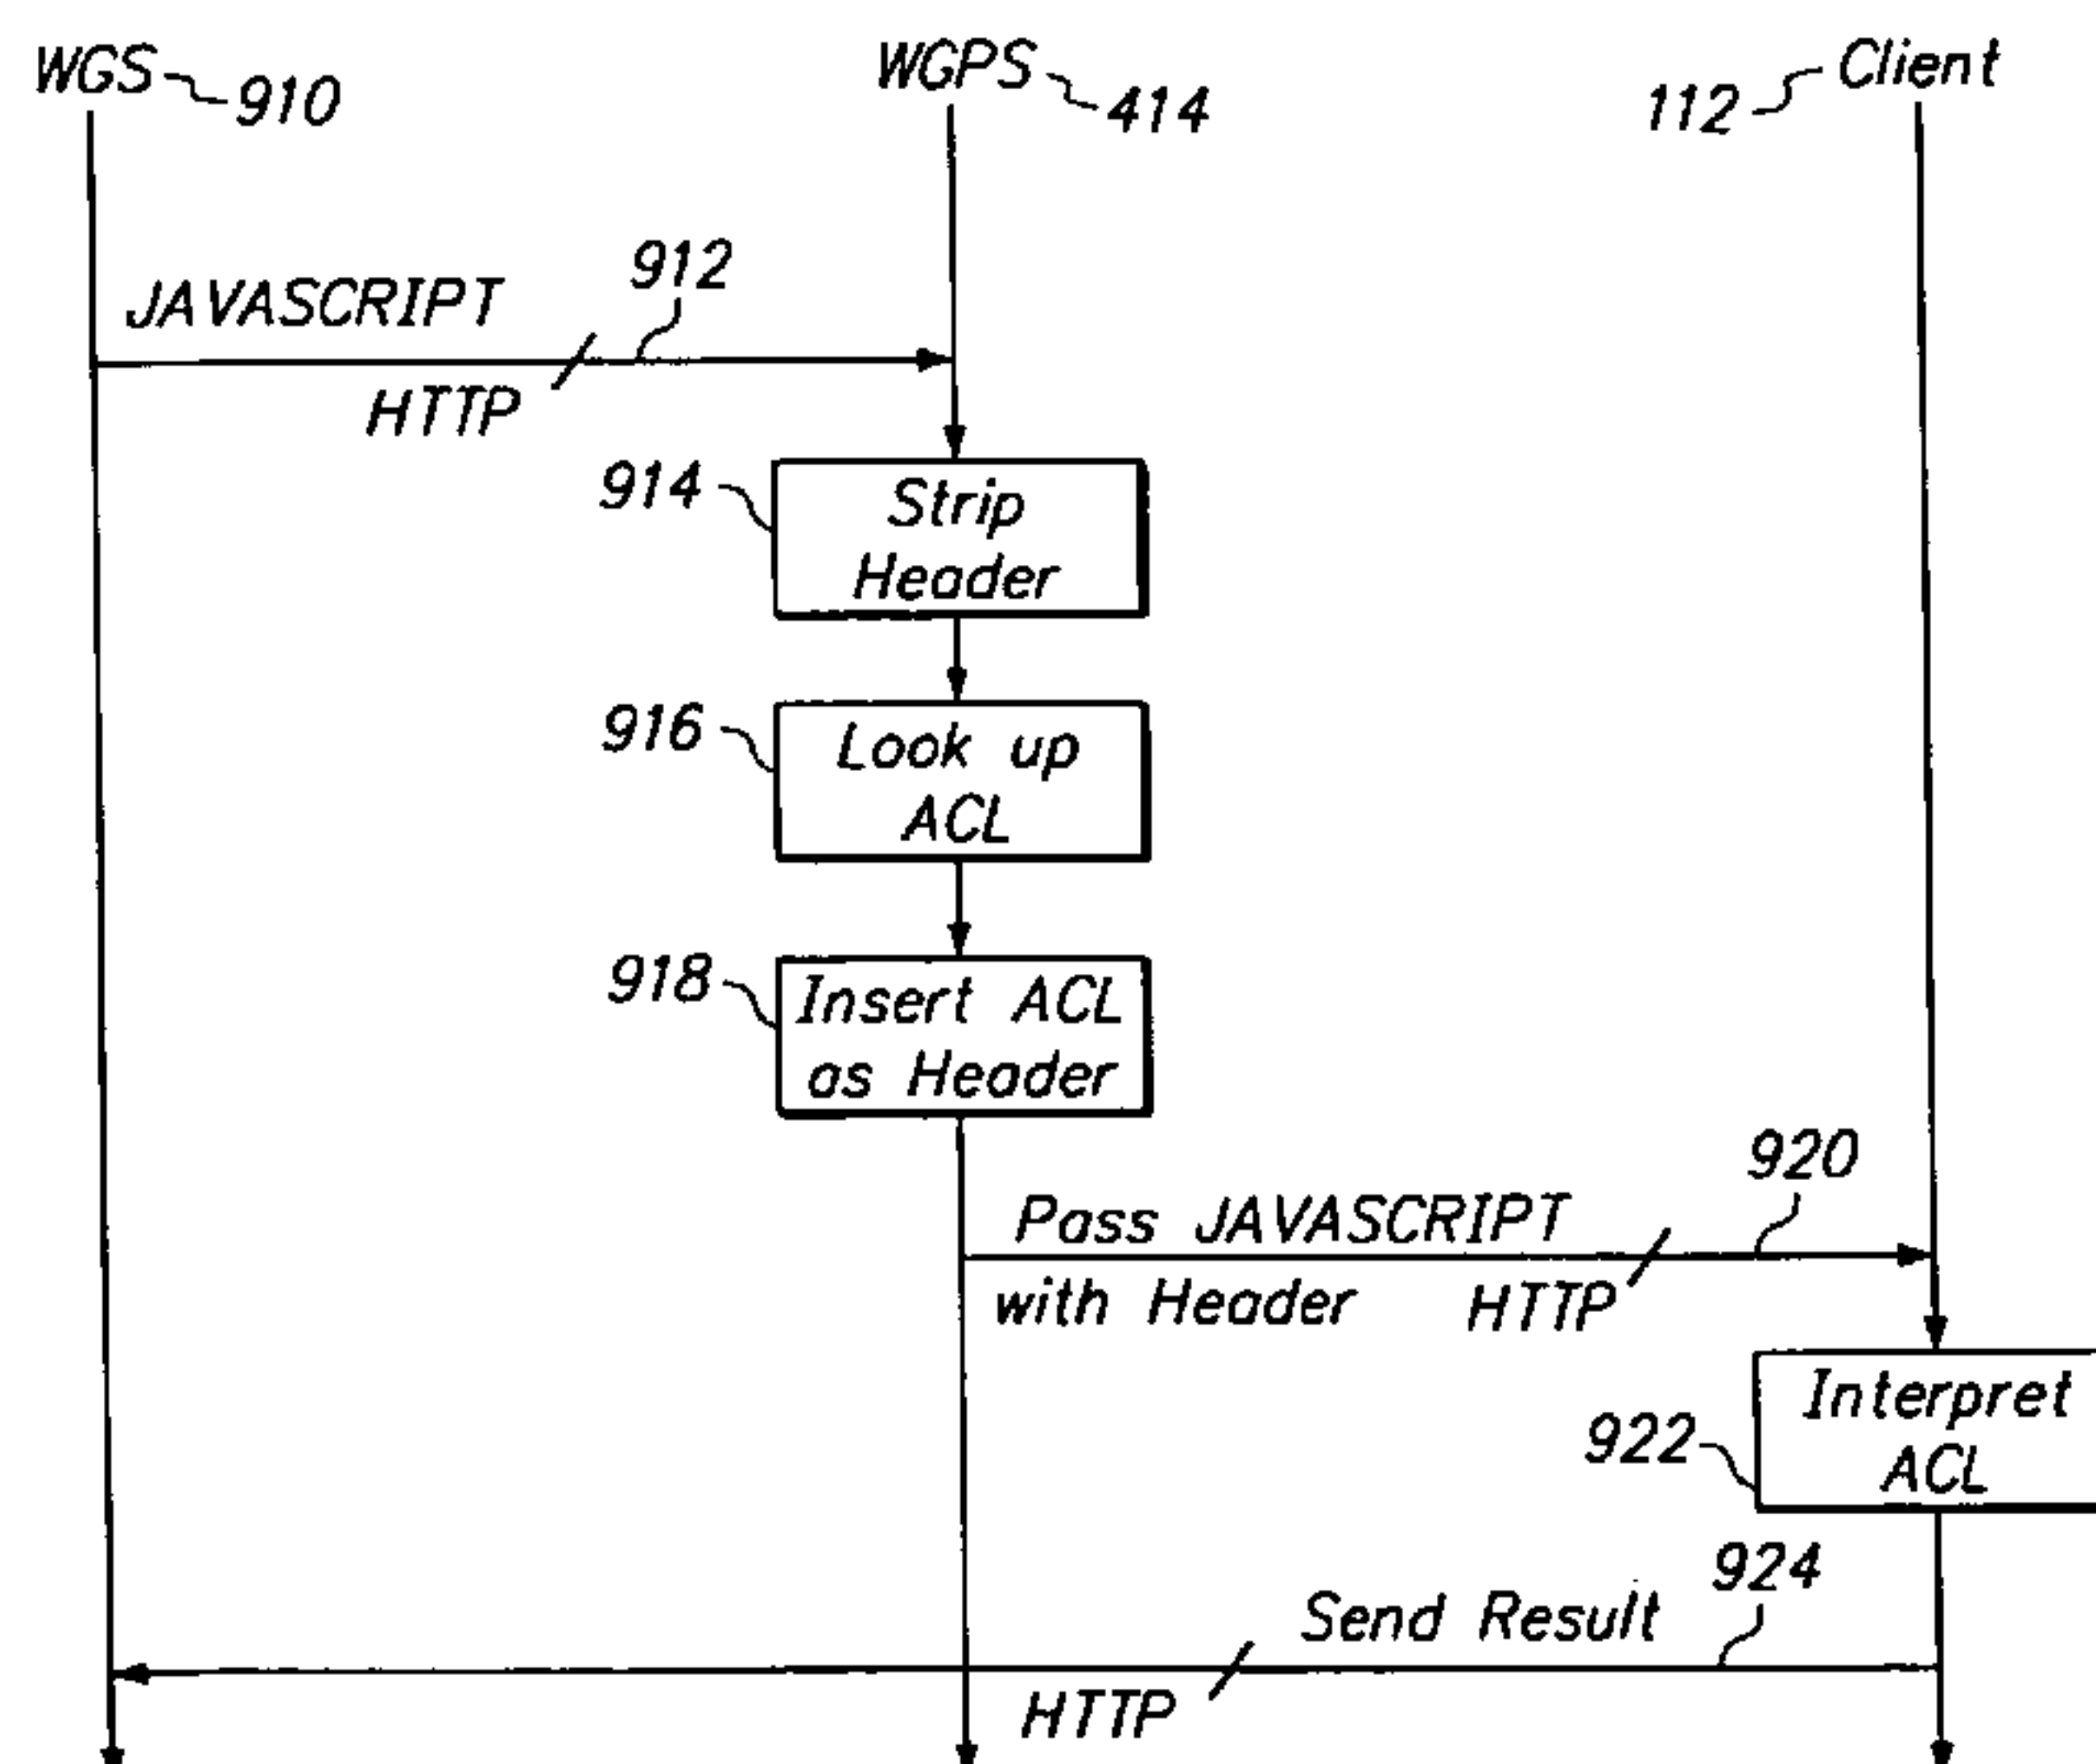 WGS 910
WGPS 414
112 Client
JAVASCRIPT 912
HTTP
914 Strip
Header
916 Look up
ACL
918 Insert ACL
as Header
920
Pass JAVASCRIPT
with Header HTTP
Interpret
922 ACL
924
Send Result
HTTP